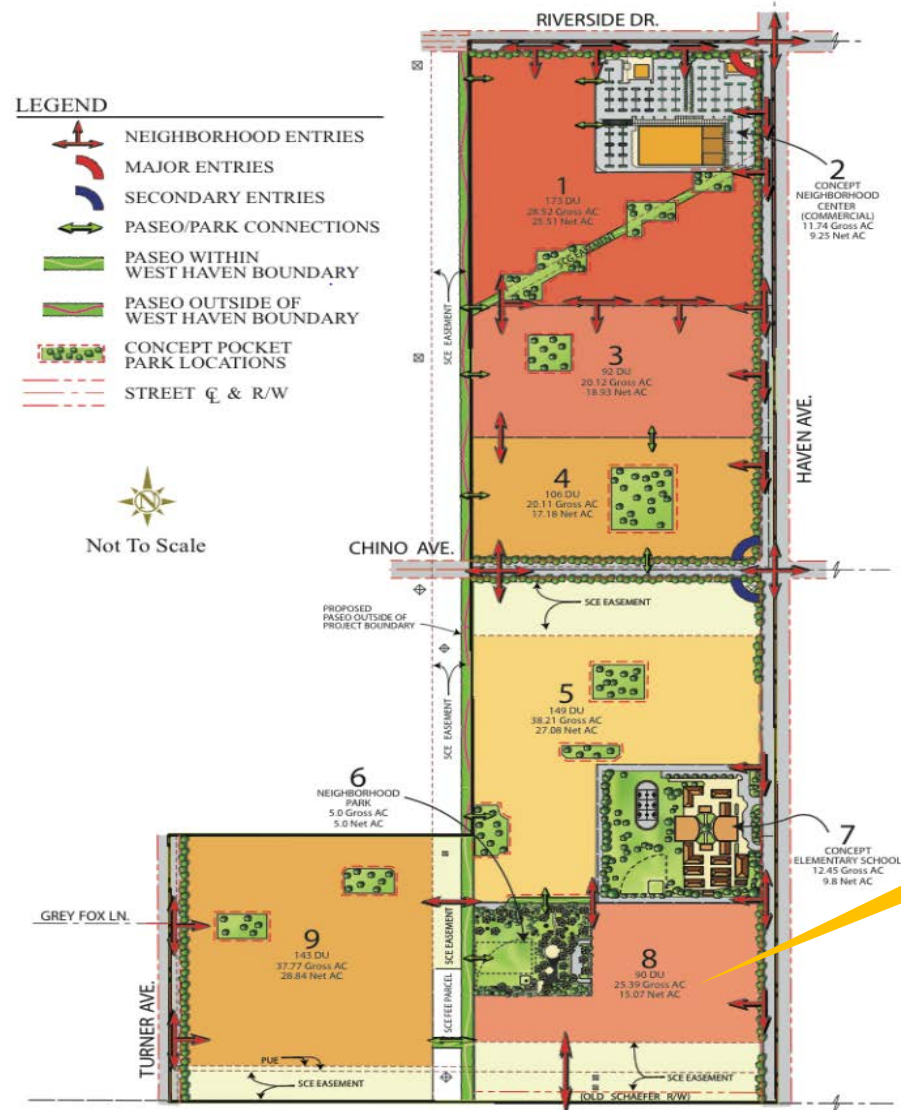 RIVERSIDE DR.
LEGEND
NEIGHBORHOOD ENTRIES
MAJOR ENTRIES
SECONDARY ENTRIES
PASEO/PARK CONNECTIONS
PASEO WITHIN
WEST HAVEN BOUNDARY
PASEO OUTSIDE OF
WEST HAVEN BOUNDARY
CONCEPT POCKET
PARK LOCATIONS
STREET ℄ & R/W
N
Not To Scale
1
173 DU
28.52 Gross AC
25.51 Net AC
SCG EASEMENT
2
CONCEPT
NEIGHBORHOOD
CENTER
(COMMERCIAL)
11.74 Gross AC
9.25 Net AC
SCE EASEMENT
3
92 DU
20.12 Gross AC
18.93 Net AC
HAVEN AVE.
4
106 DU
20.11 Gross AC
17.18 Net AC
CHINO AVE.
SCE EASEMENT
PROPOSED
PASEO OUTSIDE OF
PROJECT BOUNDARY
SCE EASEMENT
5
149 DU
38.21 Gross AC
27.08 Net AC
6
NEIGHBORHOOD
PARK
5.0 Gross AC
5.0 Net AC
7
CONCEPT
ELEMENTARY SCHOOL
12.45 Gross AC
9.8 Net AC
GREY FOX LN.
TURNER AVE.
9
143 DU
37.77 Gross AC
28.84 Net AC
SCE EASEMENT
SCE FEE PARCEL
8
90 DU
25.39 Gross AC
15.07 Net AC
PUE
SCE EASEMENT
SCE EASEMENT
(OLD SCHAEFER R/W)